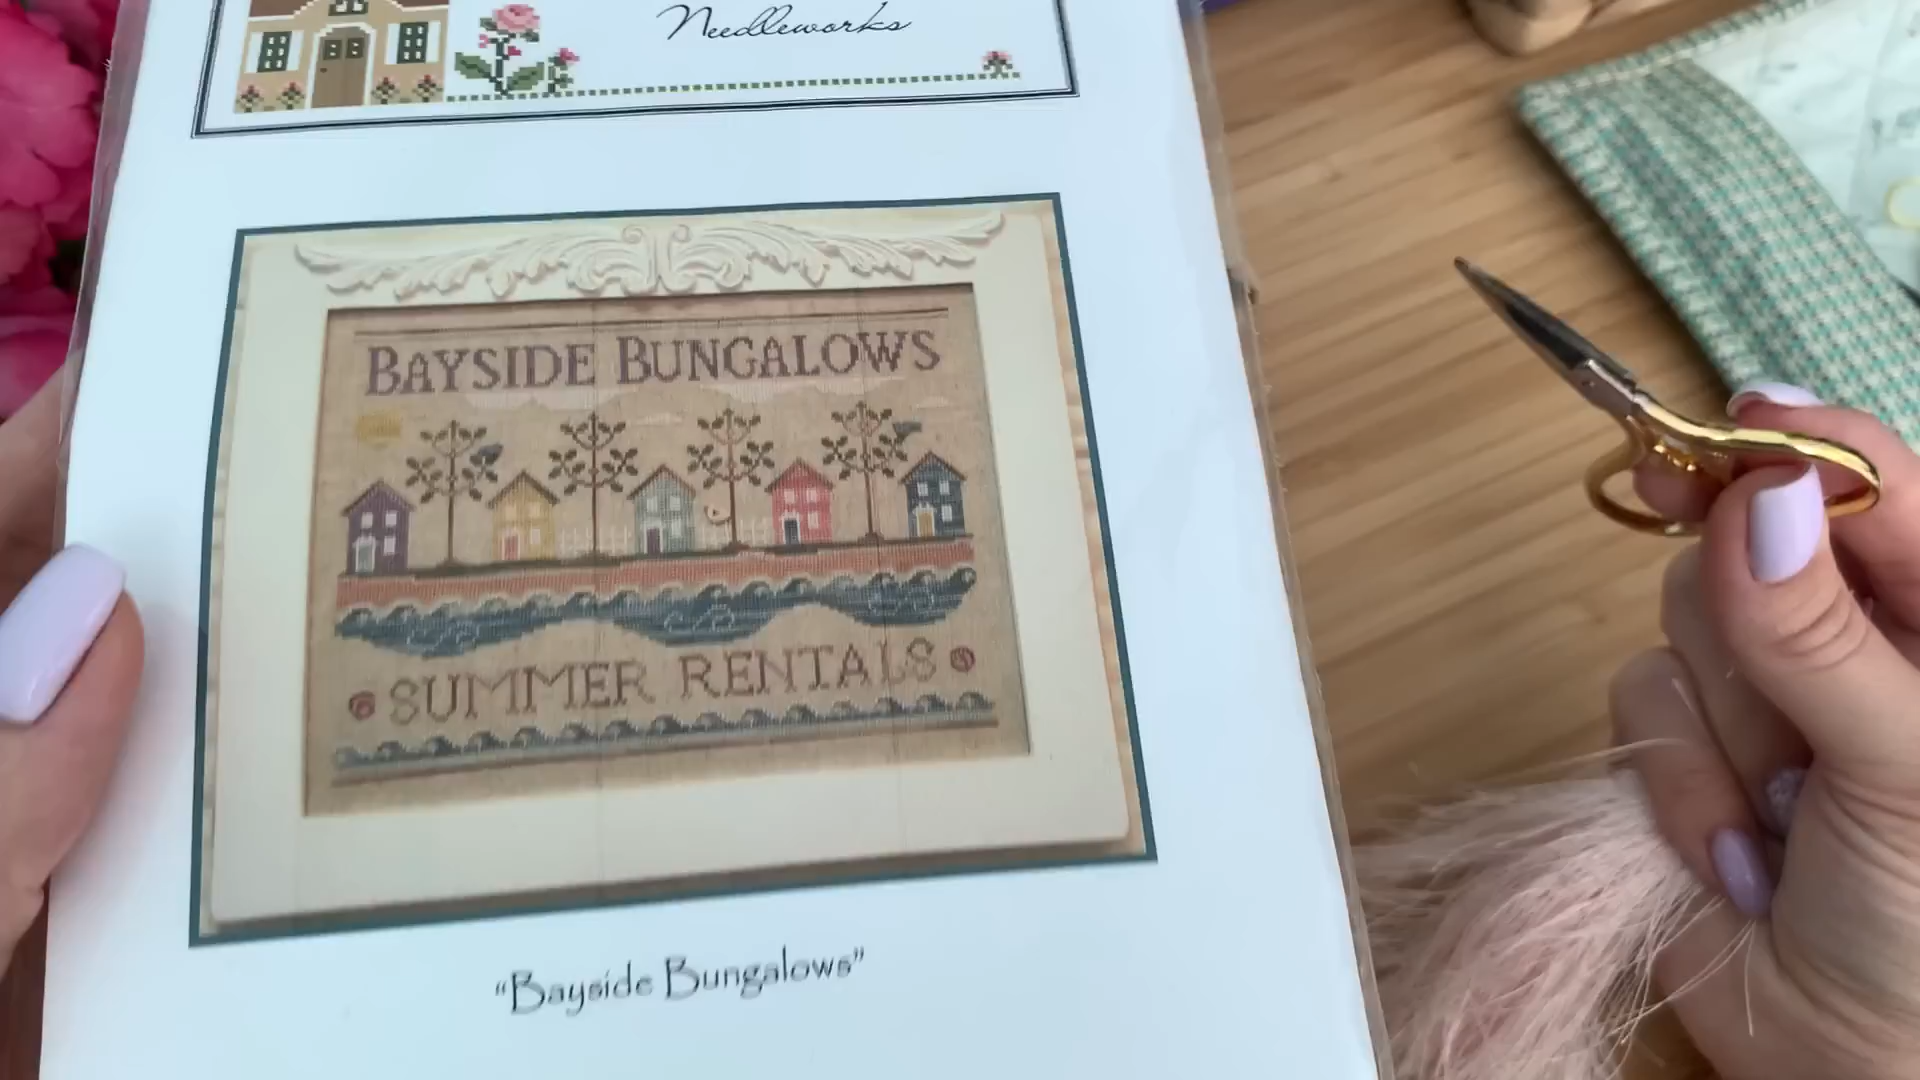 Needleworks
BAYSIDE BUNGALOWS
SUMMER RENTALS
“Bayside Bungalows”